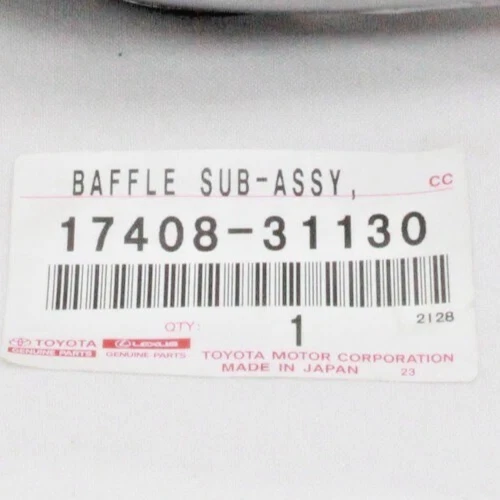 BAFFLE SUB-ASSY, CC
17408-31130
QTY: 1 2128
TOYOTA LEXUS
GENUINE PARTS GENUINE PARTS
TOYOTA MOTOR CORPORATION
MADE IN JAPAN 23